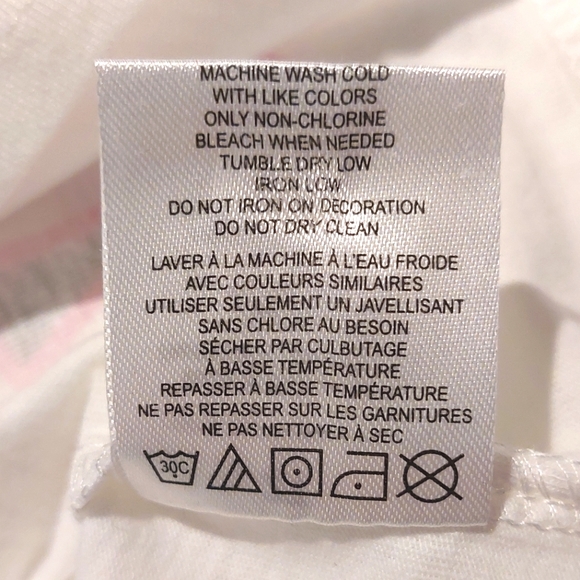 MACHINE WASH COLD
WITH LIKE COLORS
ONLY NON-CHLORINE
BLEACH WHEN NEEDED
TUMBLE DRY LOW
IRON LOW
DO NOT IRON ON DECORATION
DO NOT DRY CLEAN
LAVER À LA MACHINE À L'EAU FROIDE
AVEC COULEURS SIMILAIRES
UTILISER SEULEMENT UN JAVELLISANT
SANS CHLORE AU BESOIN
SÉCHER PAR CULBUTAGE
À BASSE TEMPÉRATURE
REPASSER À BASSE TEMPÉRATURE
NE PAS REPASSER SUR LES GARNITURES
NE PAS NETTOYER À SEC
30C